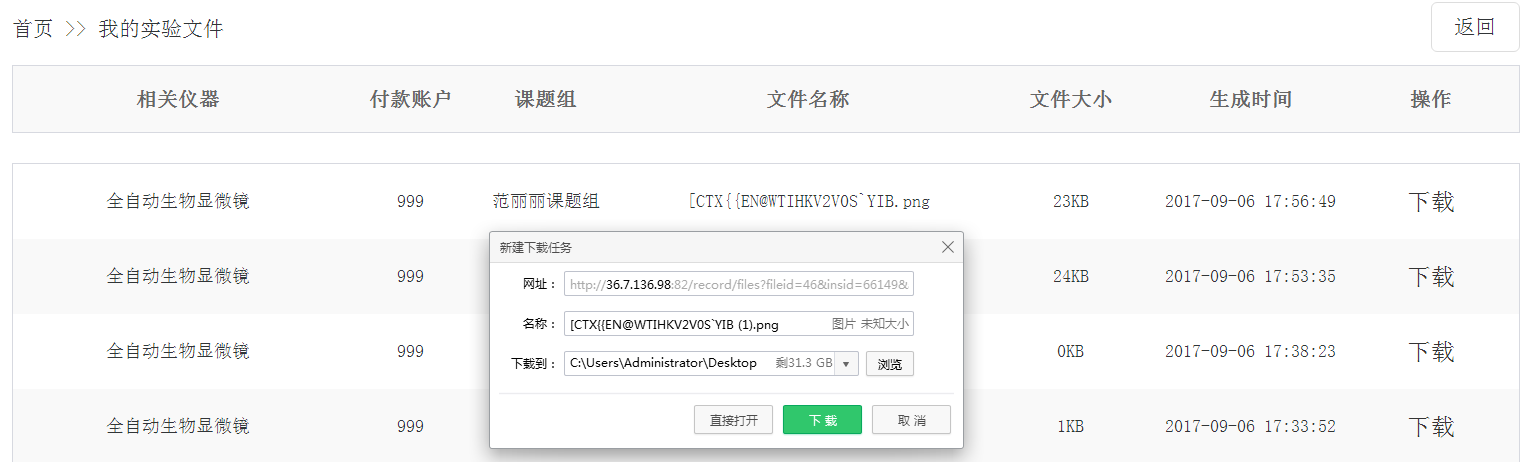 首页 >> 我的实验文件
返回
相关仪器 付款账户 课题组 文件名称 文件大小 生成时间 操作
全自动生物显微镜 999 范丽丽课题组 [CTX{{EN@WTIHKV2V0S`YIB.png 23KB 2017-09-06 17:56:49 下载
全自动生物显微镜 999 24KB 2017-09-06 17:53:35 下载
全自动生物显微镜 999 0KB 2017-09-06 17:38:23 下载
全自动生物显微镜 999 1KB 2017-09-06 17:33:52 下载
新建下载任务
网址： http://36.7.136.98:82/record/files?fileid=46&insid=66149&
名称： [CTX{{EN@WTIHKV2V0S`YIB (1).png 图片 未知大小
下载到： C:\Users\Administrator\Desktop 剩31.3 GB 浏览
直接打开 下载 取消